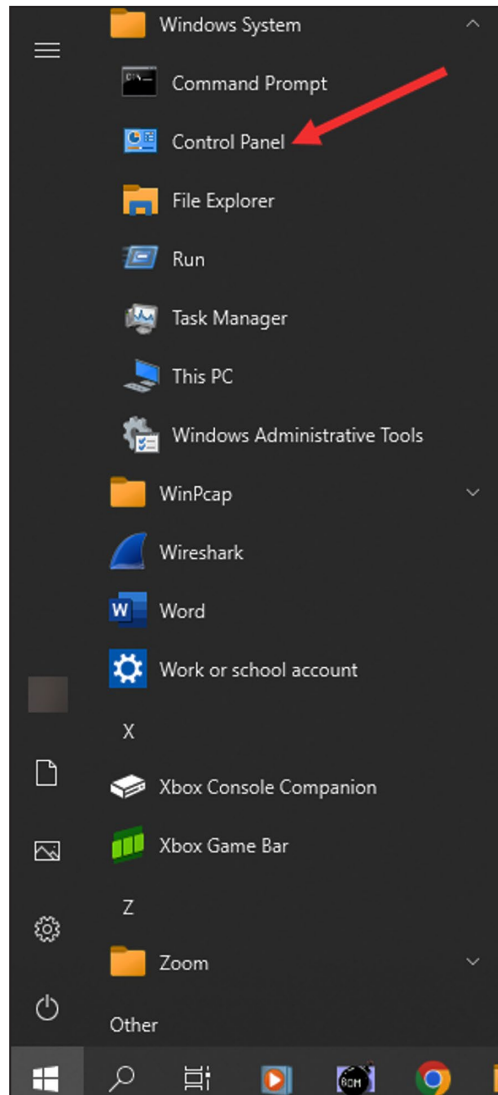 Windows System
Command Prompt
Control Panel
File Explorer
Run
Task Manager
This PC
Windows Administrative Tools
WinPcap
Wireshark
W
Word
Work or school account
X
Xbox Console Companion
Xbox Game Bar
Z
Zoom
Other
BOM